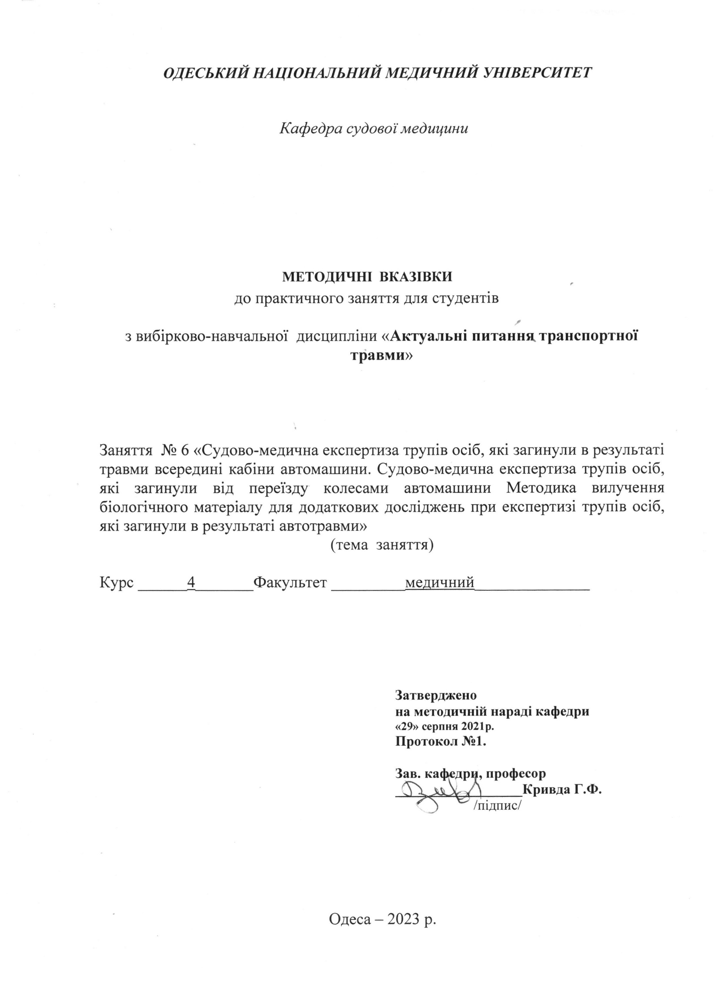 ОДЕСЬКИЙ НАЦІОНАЛЬНИЙ МЕДИЧНИЙ УНІВЕРСИТЕТ
Кафедра судової медицини
МЕТОДИЧНІ ВКАЗІВКИ
до практичного заняття для студентів
з вибірково-навчальної дисципліни «Актуальні питання транспортної
травми»
Заняття № 6 «Судово-медична експертиза трупів осіб, які загинули в результаті
травми всередині кабіни автомашини. Судово-медична експертиза трупів осіб,
які загинули від переїзду колесами автомашини Методика вилучення
біологічного матеріалу для додаткових досліджень при експертизі трупів осіб,
які загинули в результаті автотравми»
(тема заняття)
Курс ______4_______Факультет _________медичний______________
Затверджено
на методичній нараді кафедри
«29» серпня 2021р.
Протокол №1.
Зав. кафедри, професор
________________Кривда Г.Ф.
/підпис/
Одеса – 2023 р.